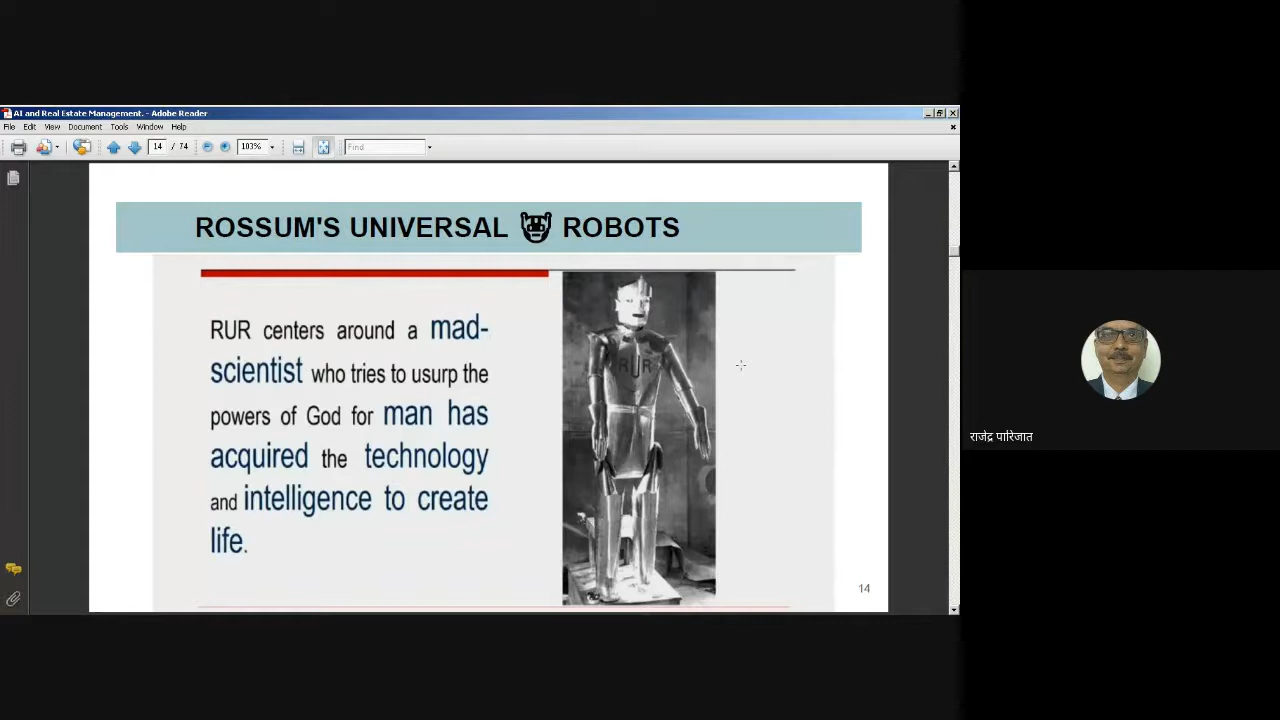 AI and Real Estate Management. - Adobe Reader
File Edit View Document Tools Window Help
14 / 74 103% Find
ROSSUM'S UNIVERSAL ROBOTS
RUR centers around a mad-
scientist who tries to usurp the
powers of God for man has
acquired the technology
and intelligence to create
life.
RUR
14
राजेंद्र पारिजात